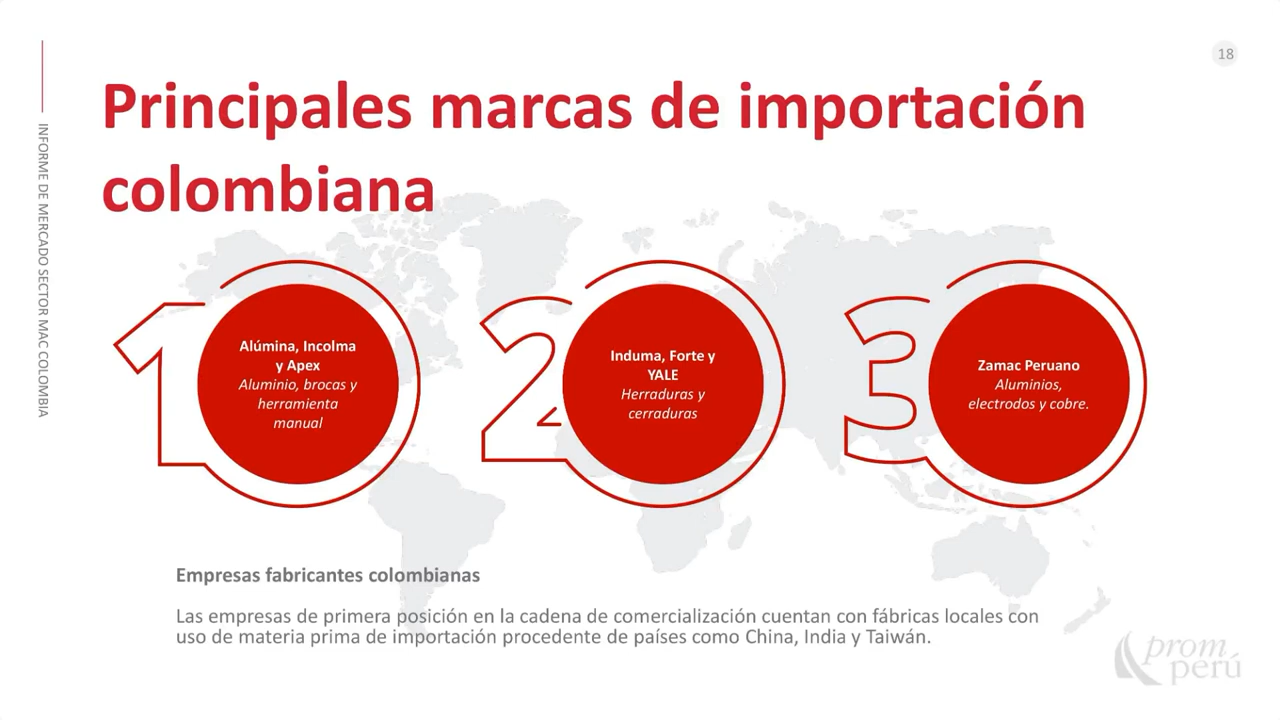 18
INFORME DE MERCADO SECTOR MAC COLOMBIA
Principales marcas de importación
colombiana
1
Alúmina, Incolma
y Apex
Aluminio, brocas y
herramienta
manual
2
Induma, Forte y
YALE
Herraduras y
cerraduras
3
Zamac Peruano
Aluminios,
electrodos y cobre.
Empresas fabricantes colombianas
Las empresas de primera posición en la cadena de comercialización cuentan con fábricas locales con
uso de materia prima de importación procedente de países como China, India y Taiwán.
prom
perú